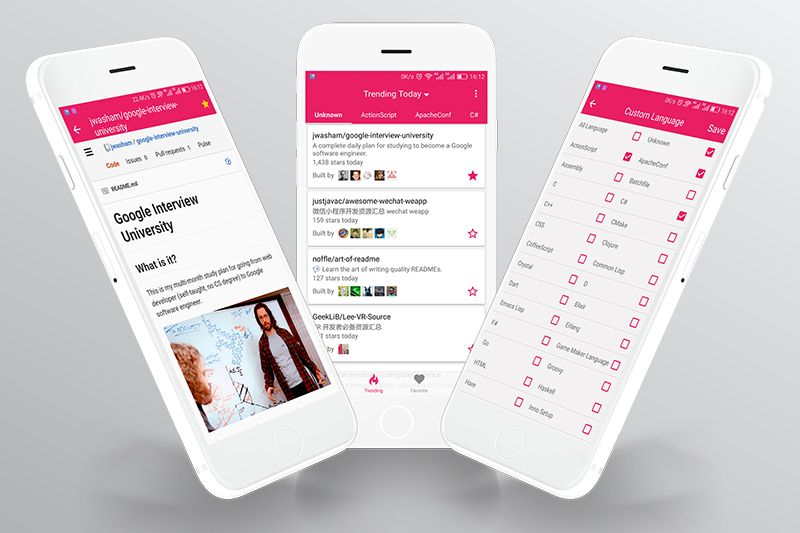 22.4K/s 16:12
jwasham/google-interview-
university
jwasham / google-interview-university
Code Issues 6 Pull requests 1 Pulse
README.md
Google Interview
University
What is it?
This is my multi-month study plan for going from web
developer (self-taught, no CS degree) to Google
software engineer.
0K/s 16:12
Trending Today
Unknown ActionScript ApacheConf C#
jwasham/google-interview-university
A complete daily plan for studying to become a Google
software engineer.
1,438 stars today
Built by
justjavac/awesome-wechat-weapp
微信小程序开发资源汇总 wechat weapp
159 stars today
Built by
noffle/art-of-readme
Learn the art of writing quality READMEs.
127 stars today
Built by
GeekLiB/Lee-VR-Source
VR 开发者必备资源汇总
stars today
by
Trending Favorite
0K/s 16:12
Custom Language Save
All Language Unknown
ActionScript ApacheConf
Assembly Batchfile
C C#
C++ CMake
CSS Clojure
CoffeeScript Common Lisp
Crystal D
Dart Elixir
Emacs Lisp Erlang
F# Game Maker Language
Go Groovy
HTML Haskell
Haxe Inno Setup